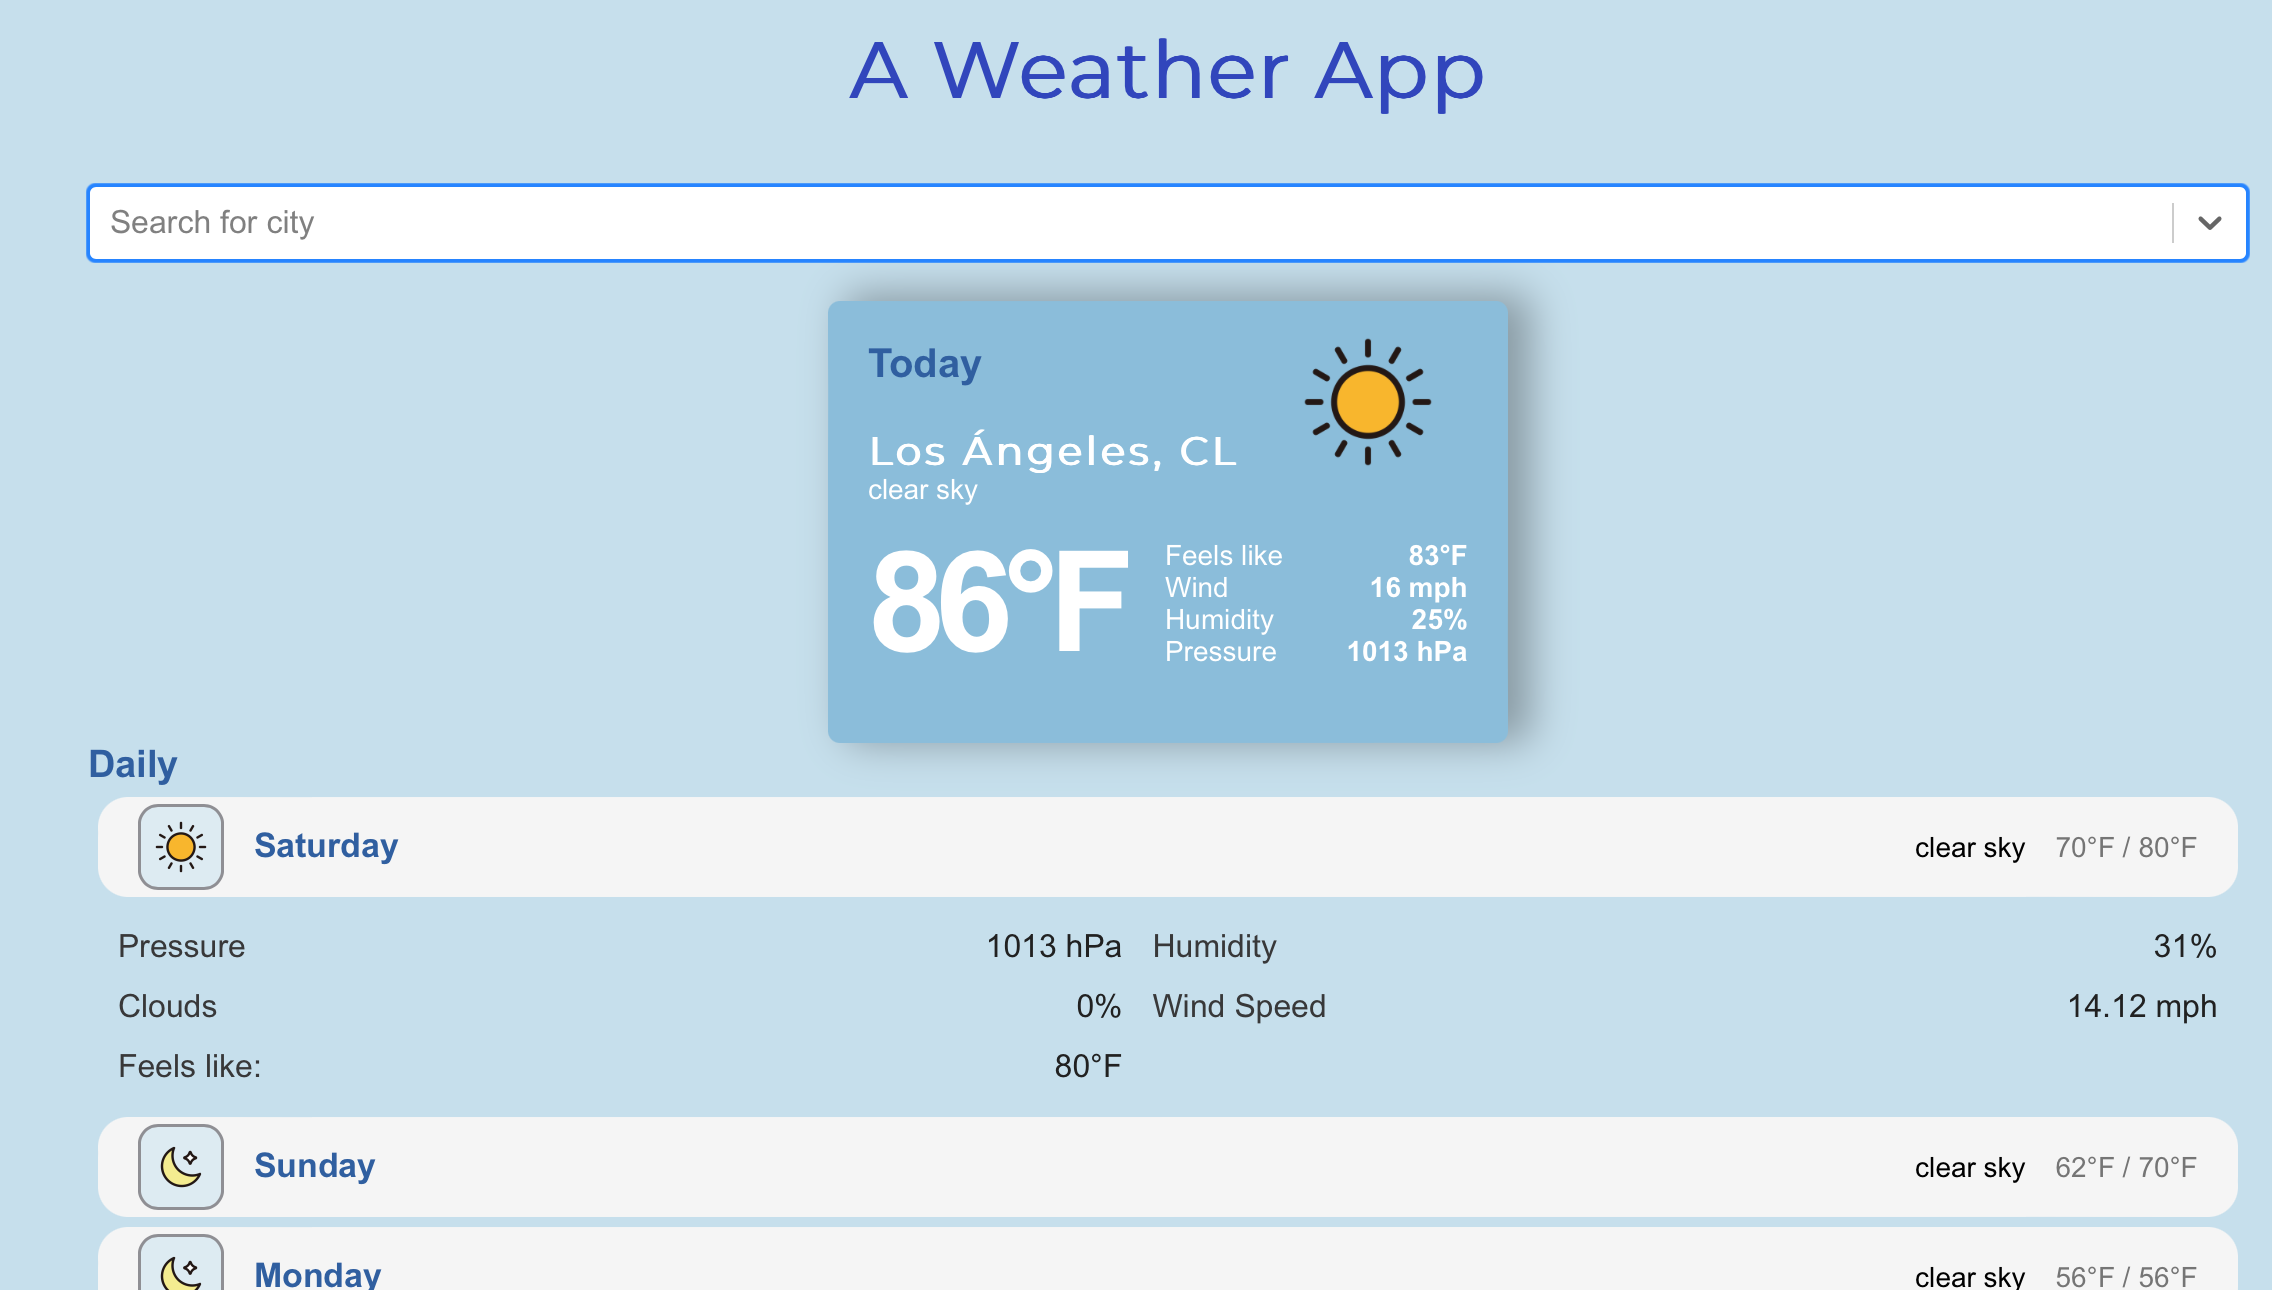 A Weather App
Search for city
Today
Los Ángeles, CL
clear sky
86°F
Feels like 83°F
Wind 16 mph
Humidity 25%
Pressure 1013 hPa
Daily
Saturday clear sky 70°F / 80°F
Pressure 1013 hPa Humidity 31%
Clouds 0% Wind Speed 14.12 mph
Feels like: 80°F
Sunday clear sky 62°F / 70°F
Monday clear sky 56°F / 56°F